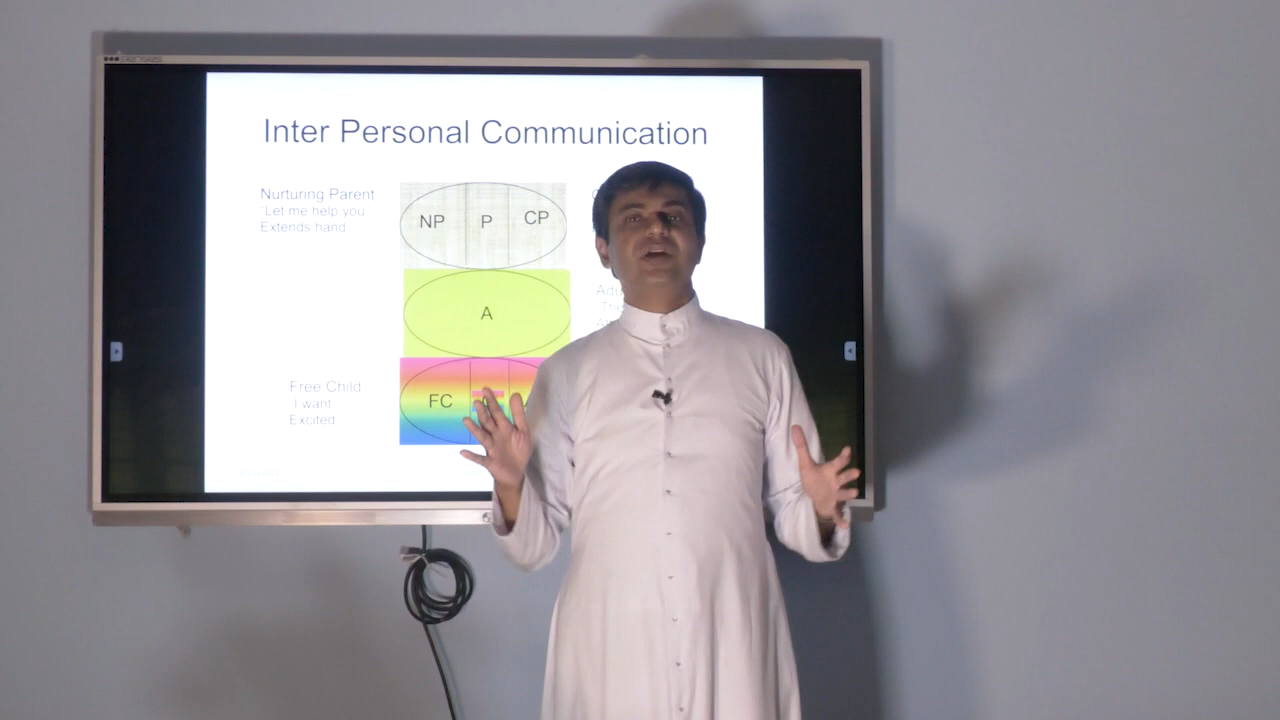 Inter Personal Communication
Nurturing Parent
"Let me help you
Extends hand
NP P CP
A
Free Child
"I want
Excited
FC